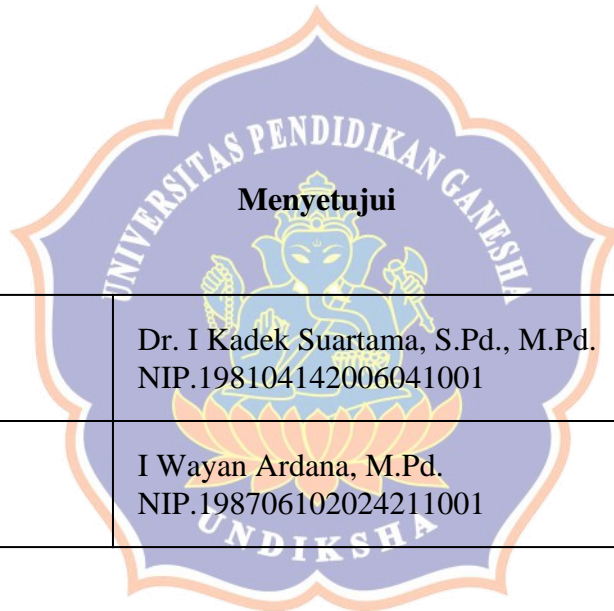 UNIVERSITAS PENDIDIKAN GANESHA
Menyetujui
Dr. I Kadek Suartama, S.Pd., M.Pd.
NIP.198104142006041001
I Wayan Ardana, M.Pd.
NIP.198706102024211001
UNDIKSHA